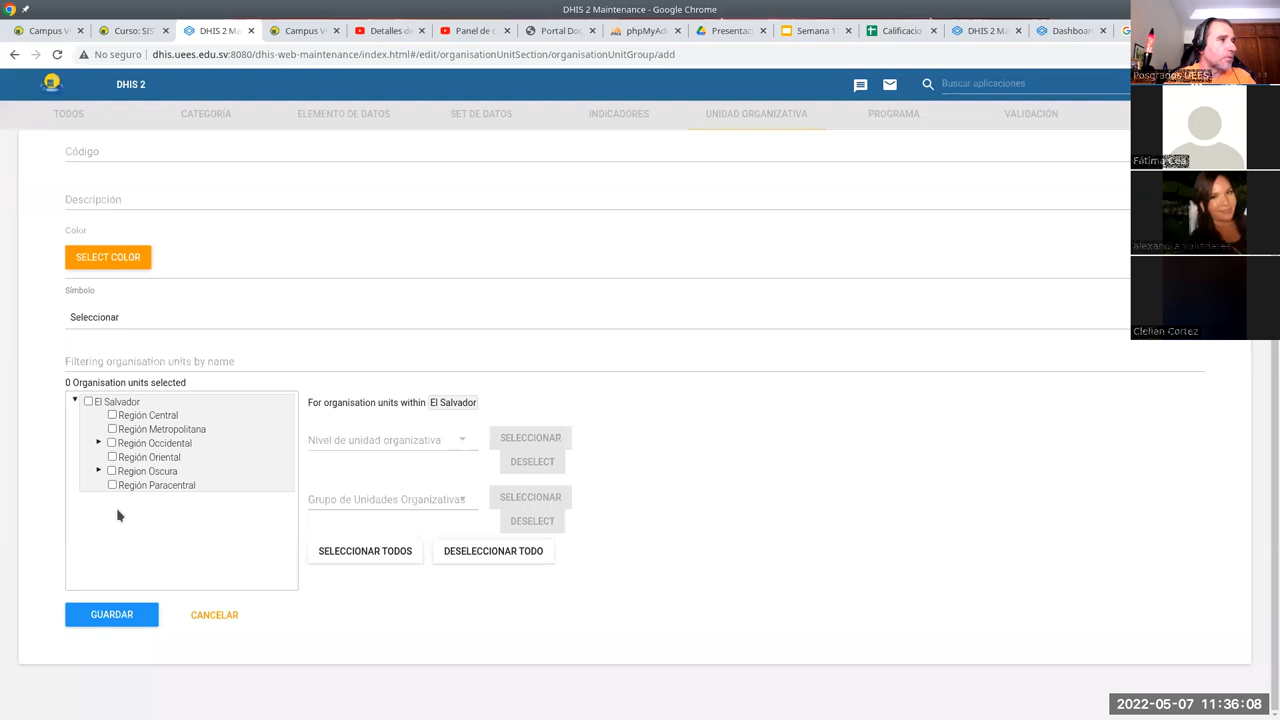 DHIS 2 Maintenance - Google Chrome
Campus V
Curso: SIS
DHIS 2 M
Campus V
Detalles de
Panel de c
Portal Do
phpMyAd
Presentac
Semana 1
Calificacio
DHIS 2 Ma
Dashboar
No seguro
dhis.uees.edu.sv:8080/dhis-web-maintenance/index.html#/edit/organisationUnitSection/organisationUnitGroup/add
DHIS 2
Buscar aplicaciones
TODOS
CATEGORÍA
ELEMENTO DE DATOS
SET DE DATOS
INDICADORES
UNIDAD ORGANIZATIVA
PROGRAMA
VALIDACIÓN
Código
Descripción
Color
SELECT COLOR
Símbolo
Seleccionar
Filtering organisation units by name
0 Organisation units selected
El Salvador
Región Central
Región Metropolitana
Región Occidental
Región Oriental
Region Oscura
Región Paracentral
For organisation units within El Salvador
Nivel de unidad organizativa
SELECCIONAR
DESELECT
Grupo de Unidades Organizativas
SELECCIONAR
DESELECT
SELECCIONAR TODOS
DESELECCIONAR TODO
GUARDAR
CANCELAR
Posgrados UEES
Fátima Cea
Clelian Cortez
2022-05-07 11:36:08